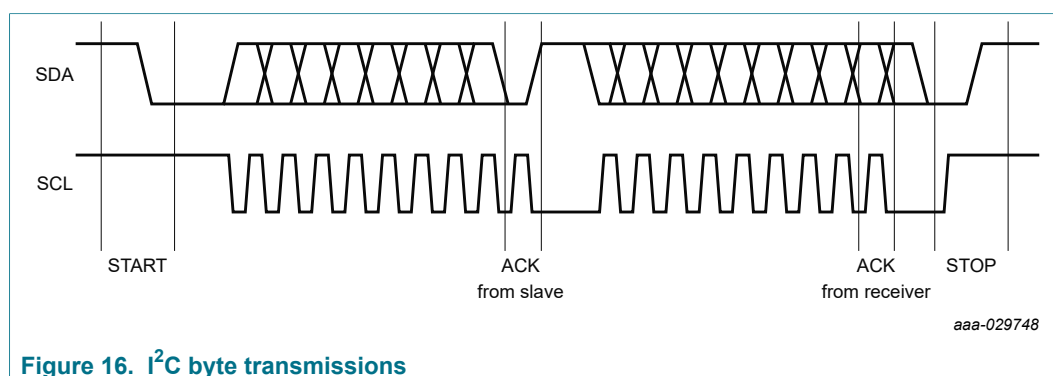 SDA
SCL
START
ACK
from slave
ACK
from receiver
STOP
aaa-029748
Figure 16. I²C byte transmissions